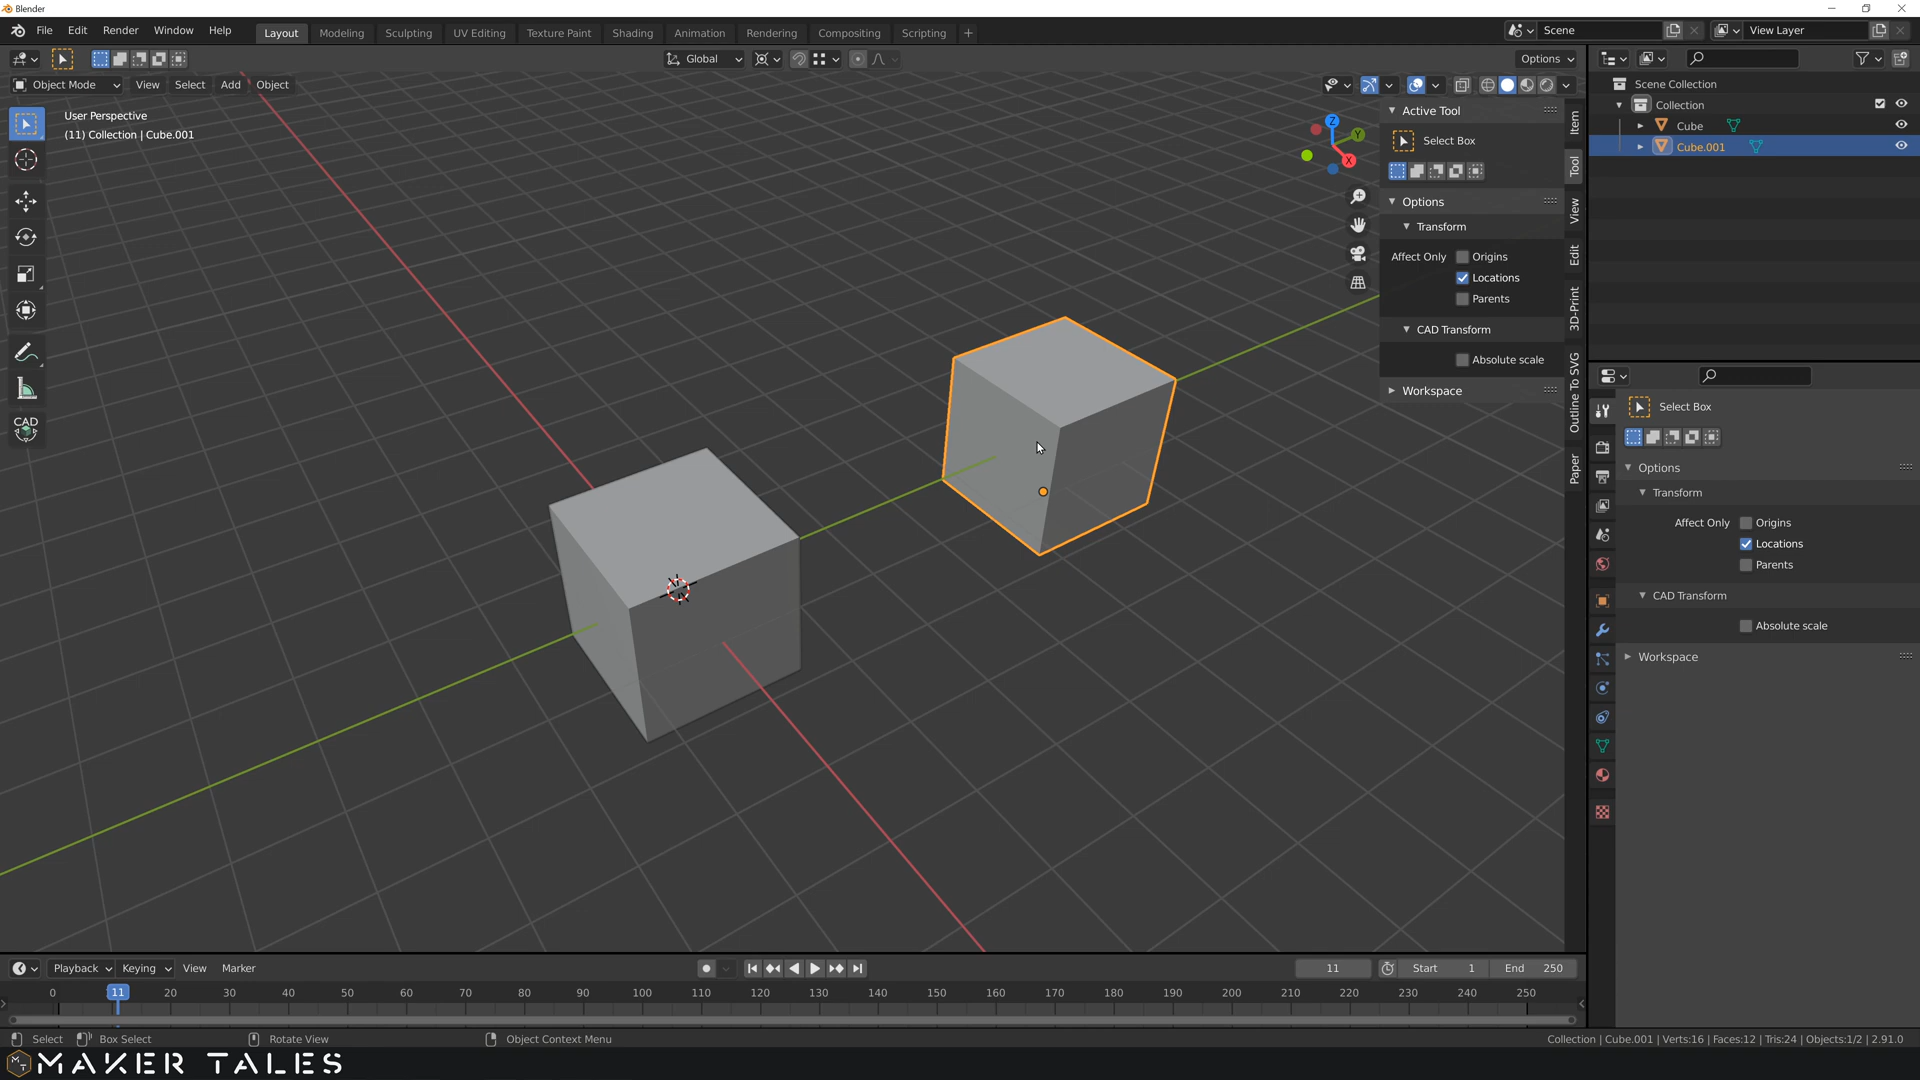 Blender
File Edit Render Window Help Layout Modeling Sculpting UV Editing Texture Paint Shading Animation Rendering Compositing Scripting + Scene View Layer
Global Options
Object Mode View Select Add Object
User Perspective
(11) Collection | Cube.001
Z
Y
X
CAD
Active Tool
Select Box
Options
Transform
Affect Only Origins
Locations
Parents
CAD Transform
Absolute scale
Workspace
Item
Tool
View
Edit
3D-Print
Outline To SVG
Paper
Scene Collection
Collection
Cube
Cube.001
Select Box
Options
Transform
Affect Only Origins
Locations
Parents
CAD Transform
Absolute scale
Workspace
Playback Keying View Marker 11 Start 1 End 250
0 11 20 30 40 50 60 70 80 90 100 110 120 130 140 150 160 170 180 190 200 210 220 230 240 250
Select Box Select Rotate View Object Context Menu Collection | Cube.001 | Verts:16 | Faces:12 | Tris:24 | Objects:1/2 | 2.91.0
MT MAKER TALES